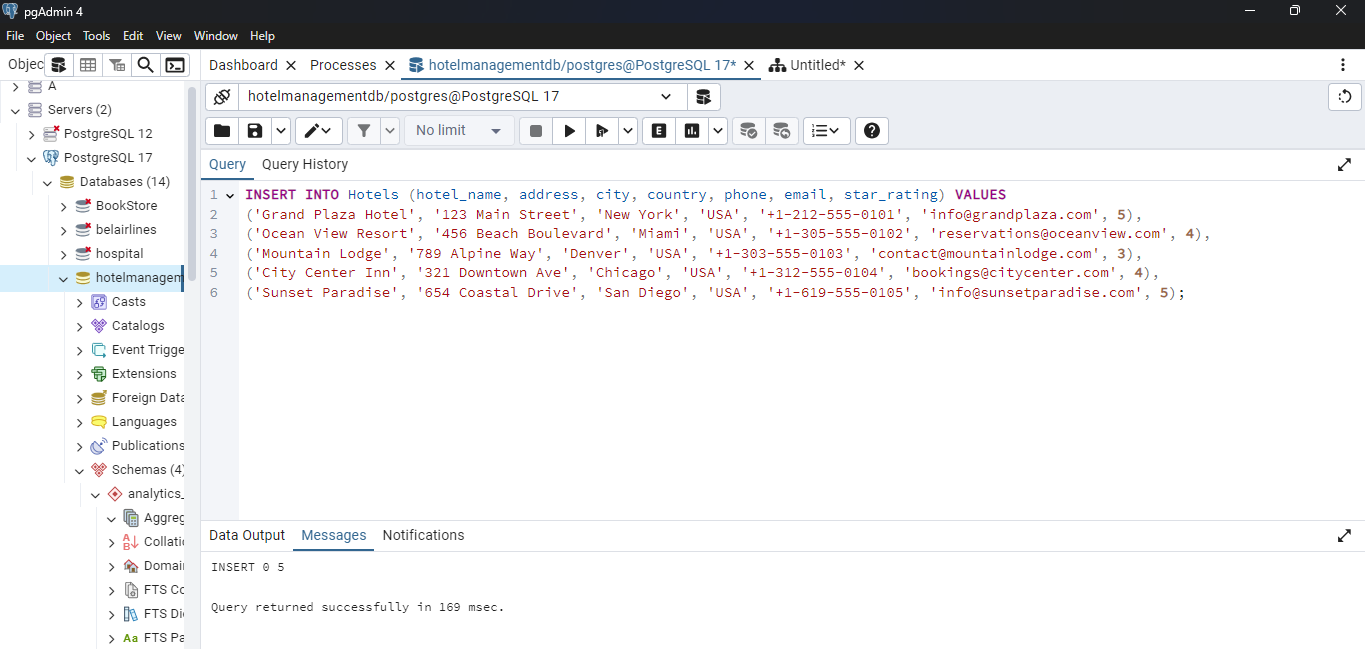 pgAdmin 4
File Object Tools Edit View Window Help
Objec
Dashboard Processes hotelmanagementdb/postgres@PostgreSQL 17* Untitled*
A
Servers (2)
PostgreSQL 12
PostgreSQL 17
Databases (14)
BookStore
belairlines
hospital
hotelmanagem
Casts
Catalogs
Event Trigge
Extensions
Foreign Data
Languages
Publications
Schemas (4)
analytics_
Aggreg
Collatio
Domai
FTS Co
FTS Di
Aa FTS Pa
hotelmanagementdb/postgres@PostgreSQL 17
No limit
E
Query Query History
1 INSERT INTO Hotels (hotel_name, address, city, country, phone, email, star_rating) VALUES
2 ('Grand Plaza Hotel', '123 Main Street', 'New York', 'USA', '+1-212-555-0101', 'info@grandplaza.com', 5),
3 ('Ocean View Resort', '456 Beach Boulevard', 'Miami', 'USA', '+1-305-555-0102', 'reservations@oceanview.com', 4),
4 ('Mountain Lodge', '789 Alpine Way', 'Denver', 'USA', '+1-303-555-0103', 'contact@mountainlodge.com', 3),
5 ('City Center Inn', '321 Downtown Ave', 'Chicago', 'USA', '+1-312-555-0104', 'bookings@citycenter.com', 4),
6 ('Sunset Paradise', '654 Coastal Drive', 'San Diego', 'USA', '+1-619-555-0105', 'info@sunsetparadise.com', 5);
Data Output Messages Notifications
INSERT 0 5
Query returned successfully in 169 msec.